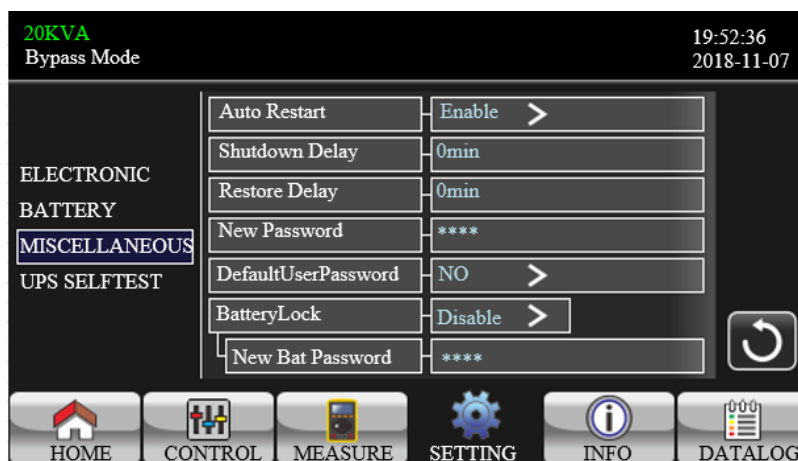 20KVA
Bypass Mode
19:52:36
2018-11-07
ELECTRONIC
BATTERY
MISCELLANEOUS
UPS SELFTEST
Auto Restart Enable >
Shutdown Delay 0min
Restore Delay 0min
New Password ****
DefaultUserPassword NO >
BatteryLock Disable >
New Bat Password ****
HOME CONTROL MEASURE SETTING INFO DATALOG